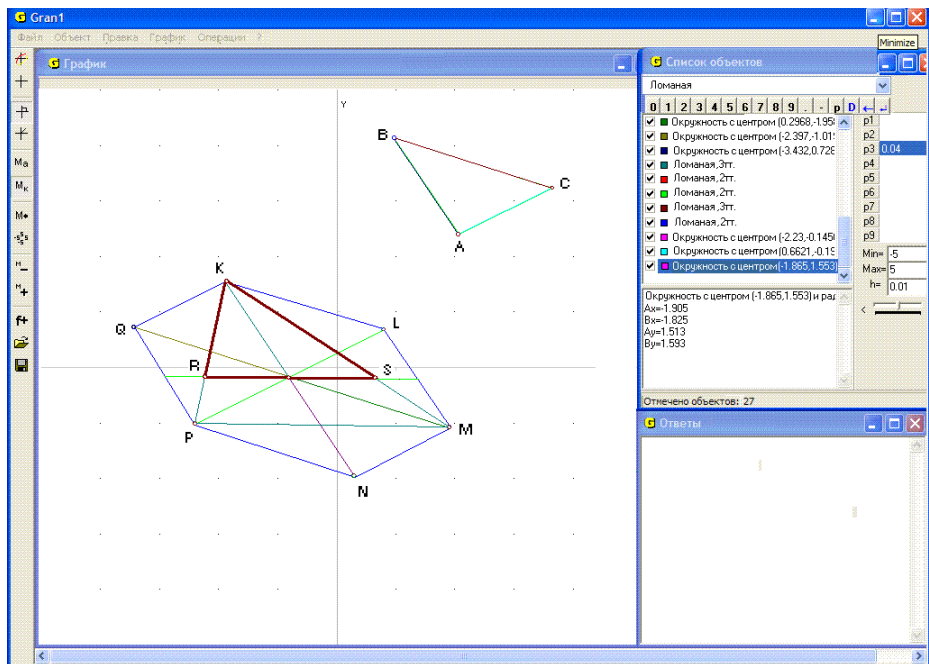 Gran1
Файл Объект Правка График Операции ?
Minimize
График
Y
B
C
A
K
Q
L
R
S
P
M
N
Ma
Mк
M
M
f+
Список объектов
Ломаная
0 1 2 3 4 5 6 7 8 9 . - p D ← ↲
Окружность с центром (0.2968,-1.95
Окружность с центром (-2.397,-1.01
Окружность с центром (-3.432,0.728
Ломаная,3тт.
Ломаная,2тт.
Ломаная,2тт.
Ломаная,3тт.
Ломаная,2тт.
Окружность с центром (-2.23,-0.145
Окружность с центром (0.6621,-0.19
Окружность с центром (-1.865,1.553)
p1
p2
p3 0.04
p4
p5
p6
p7
p8
p9
Min= -5
Max= 5
h= 0.01
<
Окружность с центром (-1.865,1.553) и рад
Ax=-1.905
Bx=-1.825
Ay=1.513
By=1.593
Отмечено объектов: 27
Ответы